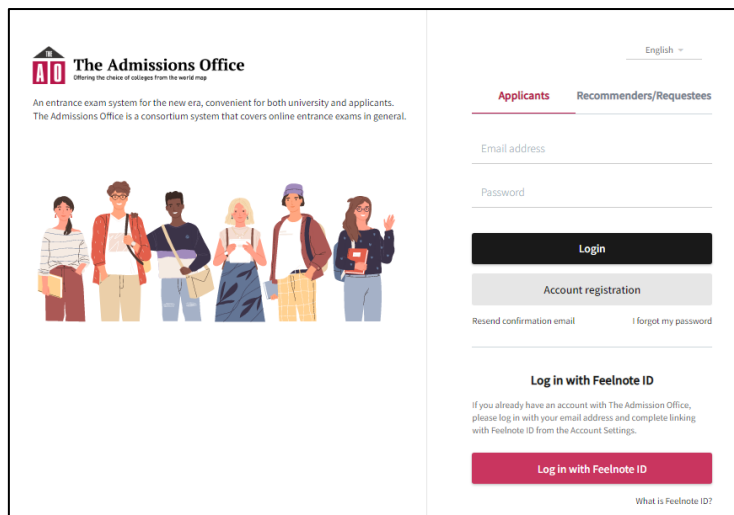 THE
AO
The Admissions Office
Offering the choice of colleges from the world map
An entrance exam system for the new era, convenient for both university and applicants.
The Admissions Office is a consortium system that covers online entrance exams in general.
English
Applicants
Recommenders/Requestees
Email address
Password
Login
Account registration
Resend confirmation email
I forgot my password
Log in with Feelnote ID
If you already have an account with The Admission Office,
please log in with your email address and complete linking
with Feelnote ID from the Account Settings.
Log in with Feelnote ID
What is Feelnote ID?